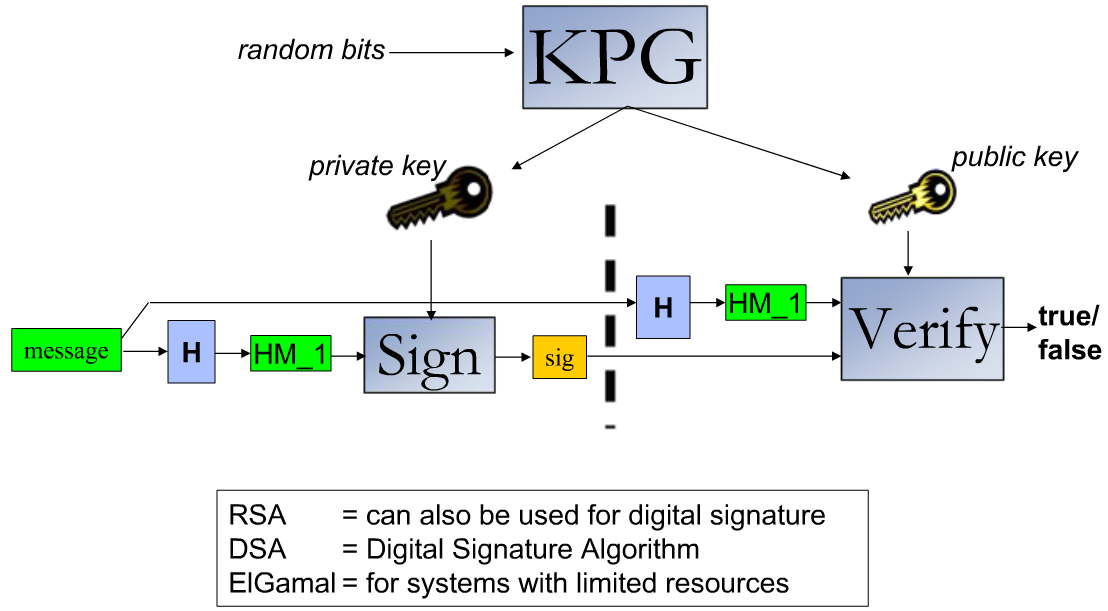 random bits
KPG
private key
public key
message
H
HM_1
Sign
sig
H
HM_1
Verify
true/
false
RSA = can also be used for digital signature
DSA = Digital Signature Algorithm
ElGamal = for systems with limited resources